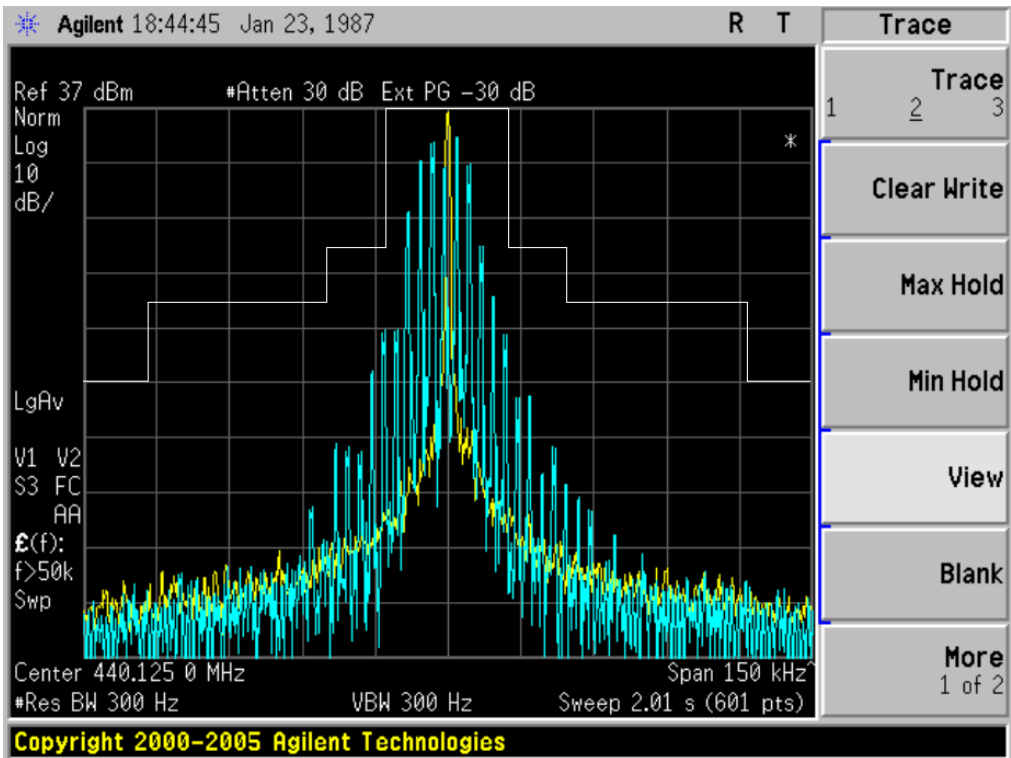 Agilent 18:44:45 Jan 23, 1987 R T
Trace
Ref 37 dBm #Atten 30 dB Ext PG -30 dB
Norm
Log
10
dB/
*
LgAv
V1 V2
S3 FC
AA
£(f):
f>50k
Swp
Center 440.125 0 MHz Span 150 kHz^
#Res BW 300 Hz VBW 300 Hz Sweep 2.01 s (601 pts)
Copyright 2000-2005 Agilent Technologies
Trace
1 2 3
Clear Write
Max Hold
Min Hold
View
Blank
More
1 of 2